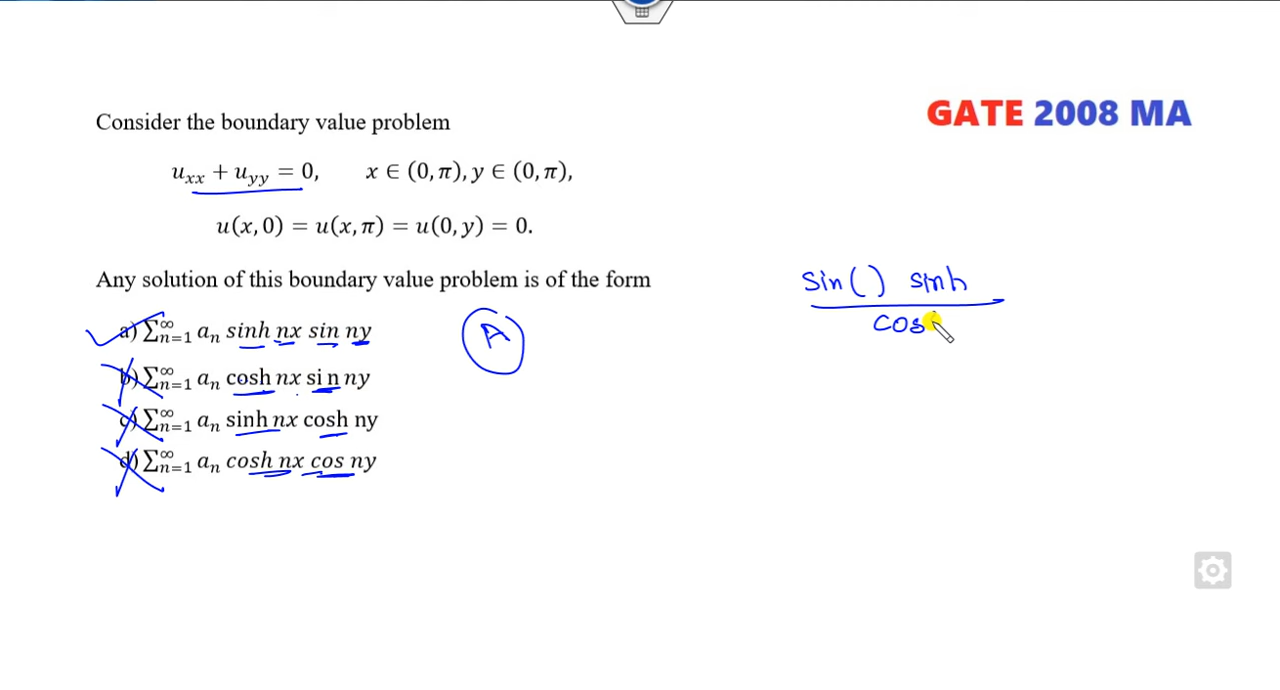 GATE 2008 MA
Consider the boundary value problem
u_xx + u_yy = 0,  x ∈ (0, π), y ∈ (0, π),
u(x, 0) = u(x, π) = u(0, y) = 0.
Any solution of this boundary value problem is of the form
a) ∑_{n=1}^{∞} a_n sinh nx sin ny
b) ∑_{n=1}^{∞} a_n cosh nx sin ny
c) ∑_{n=1}^{∞} a_n sinh nx cosh ny
d) ∑_{n=1}^{∞} a_n cosh nx cos ny
A
sin( ) sinh
cos